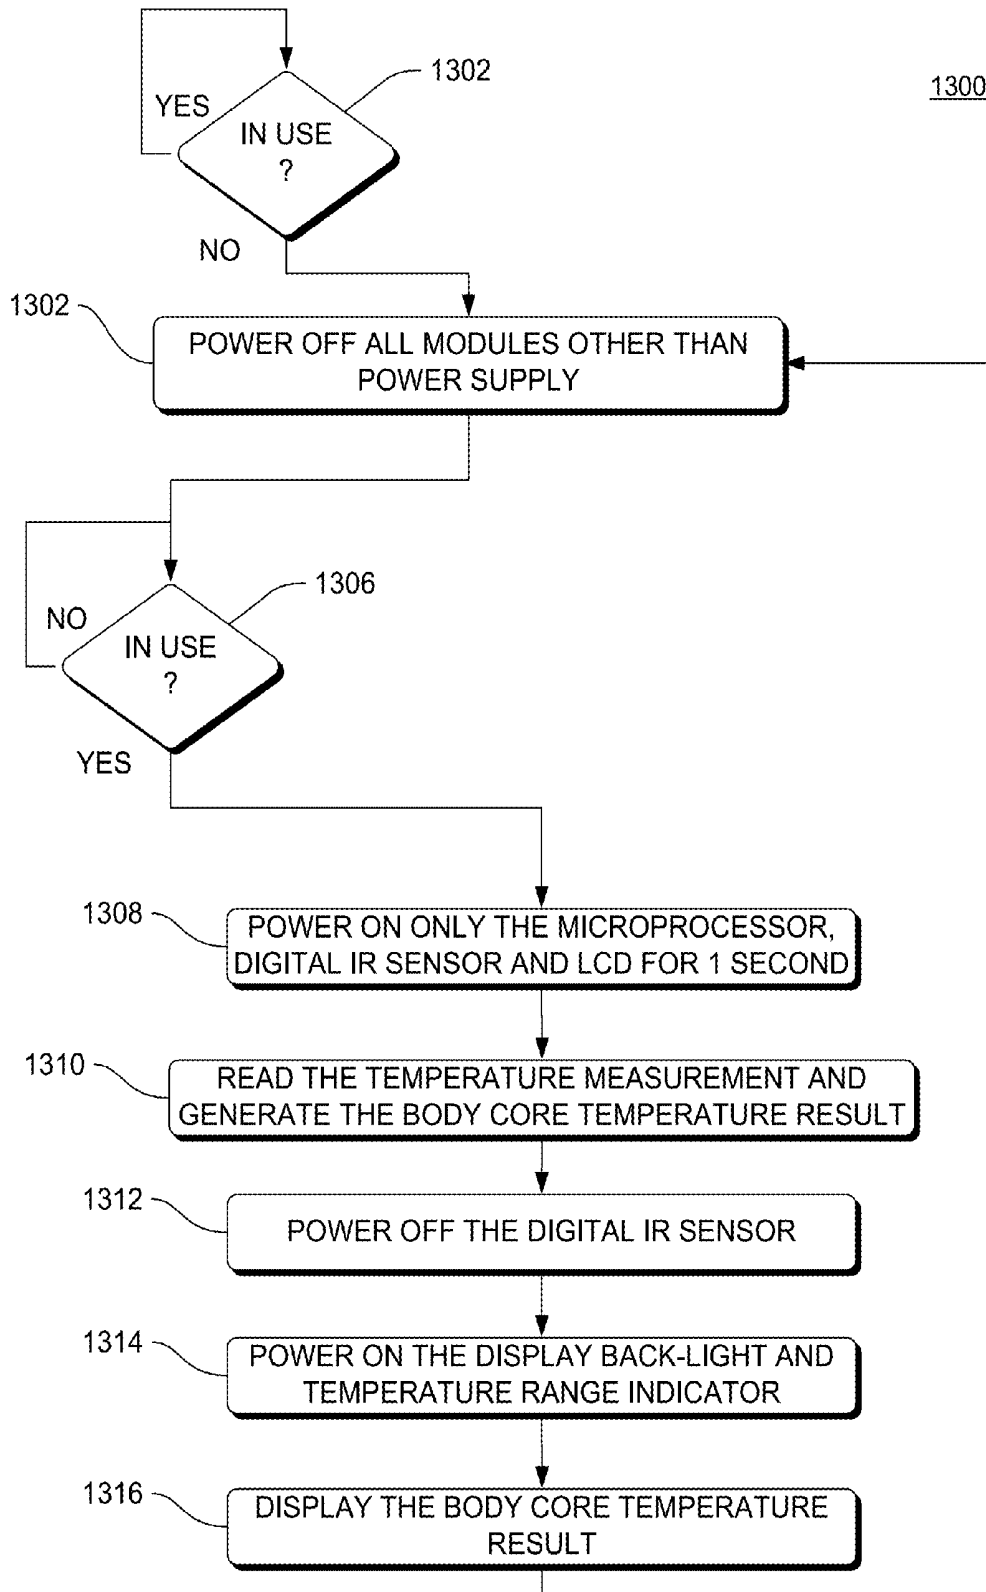 1302
1300
YES
IN USE
?
NO
1302
POWER OFF ALL MODULES OTHER THAN
POWER SUPPLY
1306
NO
IN USE
?
YES
1308
POWER ON ONLY THE MICROPROCESSOR,
DIGITAL IR SENSOR AND LCD FOR 1 SECOND
1310
READ THE TEMPERATURE MEASUREMENT AND
GENERATE THE BODY CORE TEMPERATURE RESULT
1312
POWER OFF THE DIGITAL IR SENSOR
1314
POWER ON THE DISPLAY BACK-LIGHT AND
TEMPERATURE RANGE INDICATOR
1316
DISPLAY THE BODY CORE TEMPERATURE
RESULT